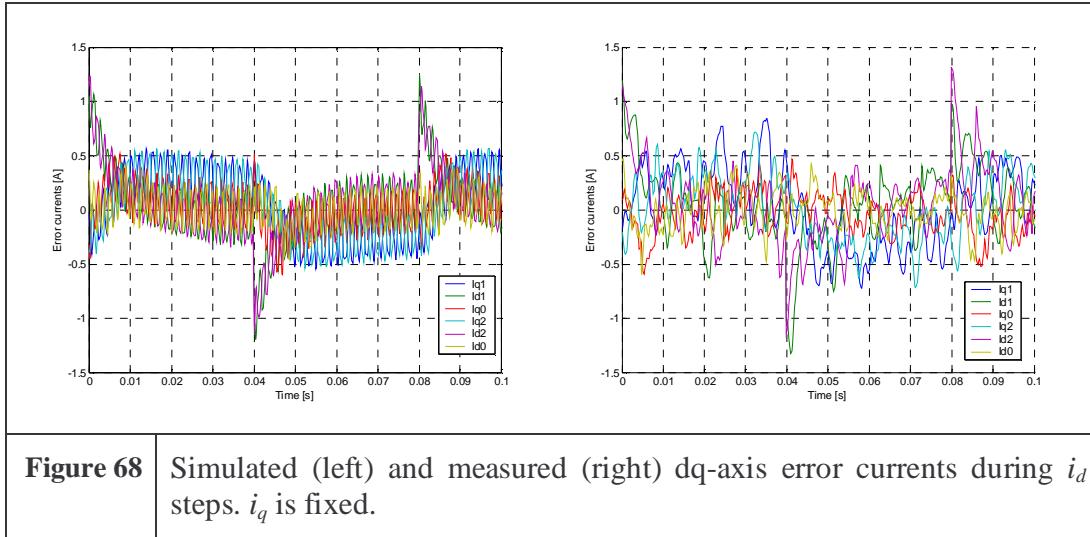 1.5
1
0.5
0
-0.5
-1
-1.5
Error currents [A]
0 0.01 0.02 0.03 0.04 0.05 0.06 0.07 0.08 0.09 0.1
Time [s]
Iq1
Id1
Iq0
Iq2
Id2
Id0
1.5
1
0.5
0
-0.5
-1
-1.5
Error currents [A]
0 0.01 0.02 0.03 0.04 0.05 0.06 0.07 0.08 0.09 0.1
Time [s]
Iq1
Id1
Iq0
Iq2
Id2
Id0
Figure 68
Simulated (left) and measured (right) dq-axis error currents during i_d
steps. i_q is fixed.